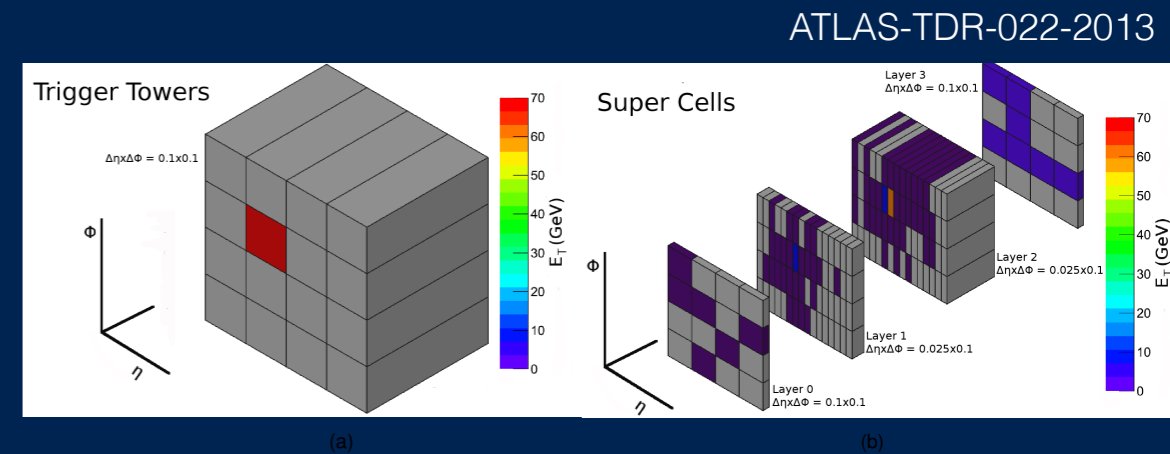 ATLAS-TDR-022-2013
Trigger Towers
ΔηxΔΦ = 0.1x0.1
Φ
η
70
60
50
40
30
20
10
0
E_T (GeV)
(a)
Super Cells
Layer 3
ΔηxΔΦ = 0.1x0.1
Layer 2
ΔηxΔΦ = 0.025x0.1
Layer 1
ΔηxΔΦ = 0.025x0.1
Layer 0
ΔηxΔΦ = 0.1x0.1
Φ
η
70
60
50
40
30
20
10
0
E_T (GeV)
(b)